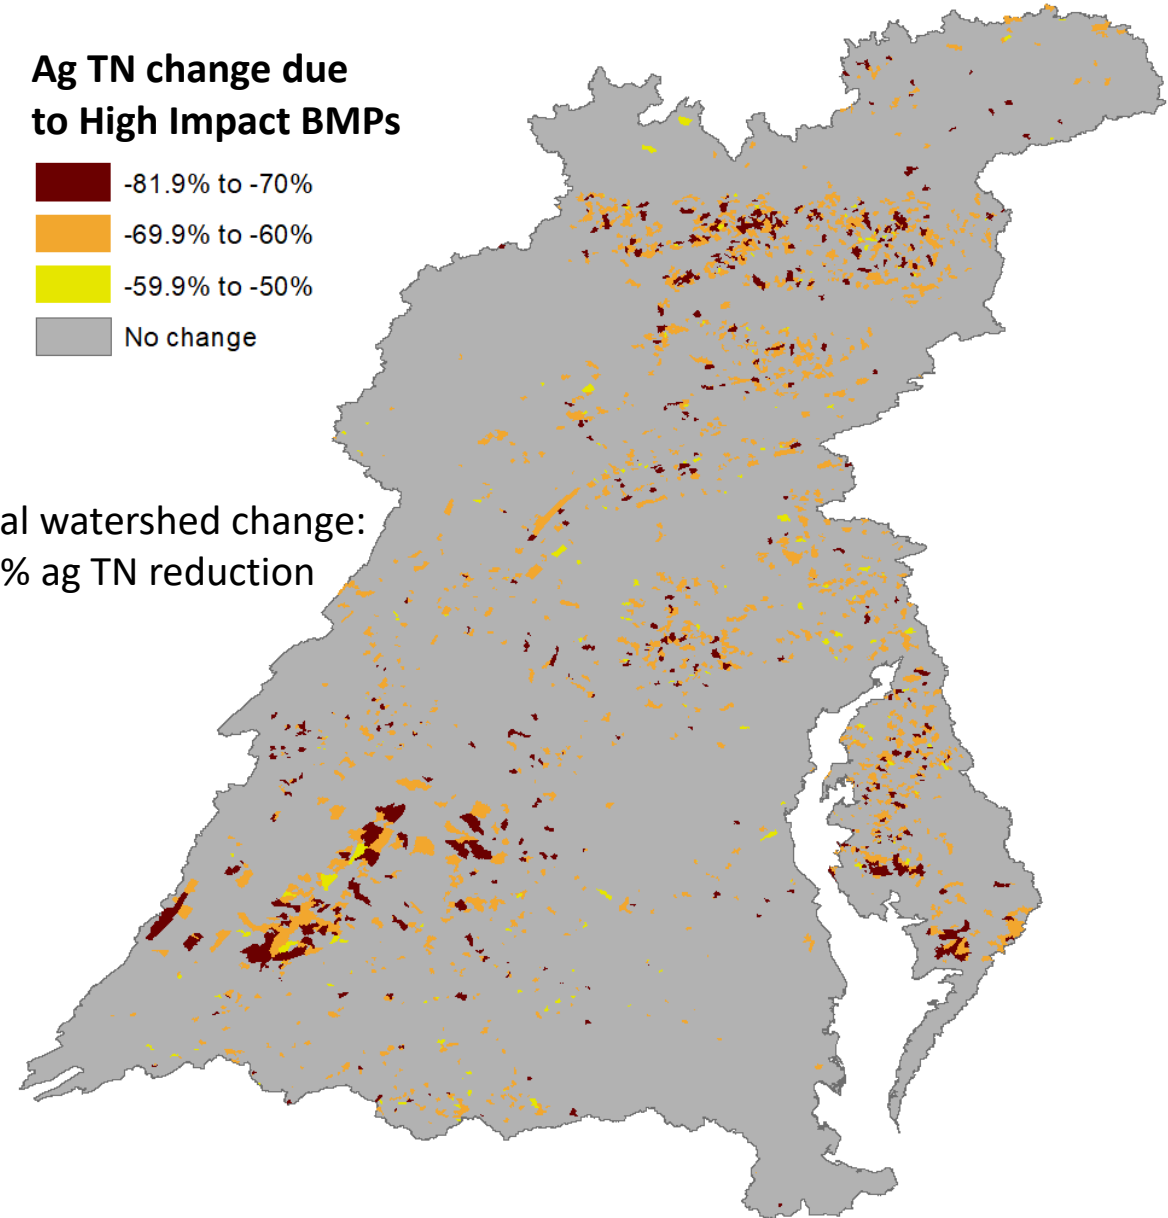 Ag TN change due
to High Impact BMPs
-81.9% to -70%
-69.9% to -60%
-59.9% to -50%
No change
al watershed change:
% ag TN reduction